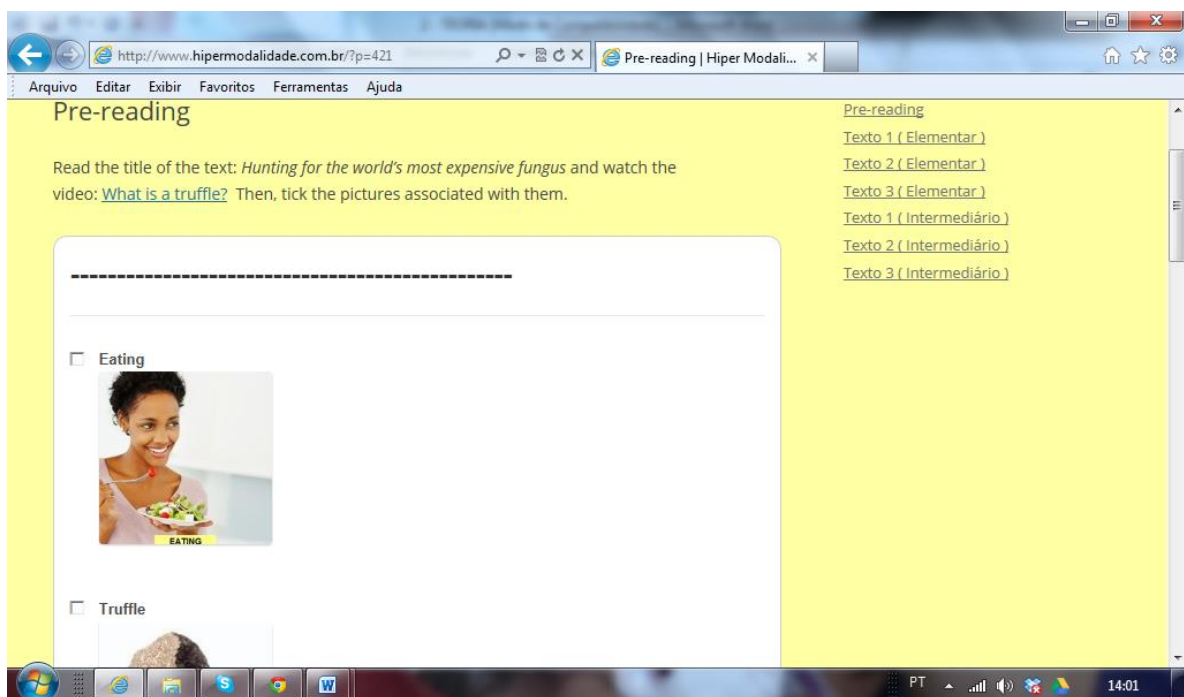 http://www.hipermodalidade.com.br/?p=421
Pre-reading | Hiper Modali...
Arquivo Editar Exibir Favoritos Ferramentas Ajuda
Pre-reading
Read the title of the text: Hunting for the world's most expensive fungus and watch the
video: What is a truffle? Then, tick the pictures associated with them.
------------------------------------------------
Eating
EATING
Truffle
Pre-reading
Texto 1 ( Elementar )
Texto 2 ( Elementar )
Texto 3 ( Elementar )
Texto 1 ( Intermediário )
Texto 2 ( Intermediário )
Texto 3 ( Intermediário )
PT
14:01